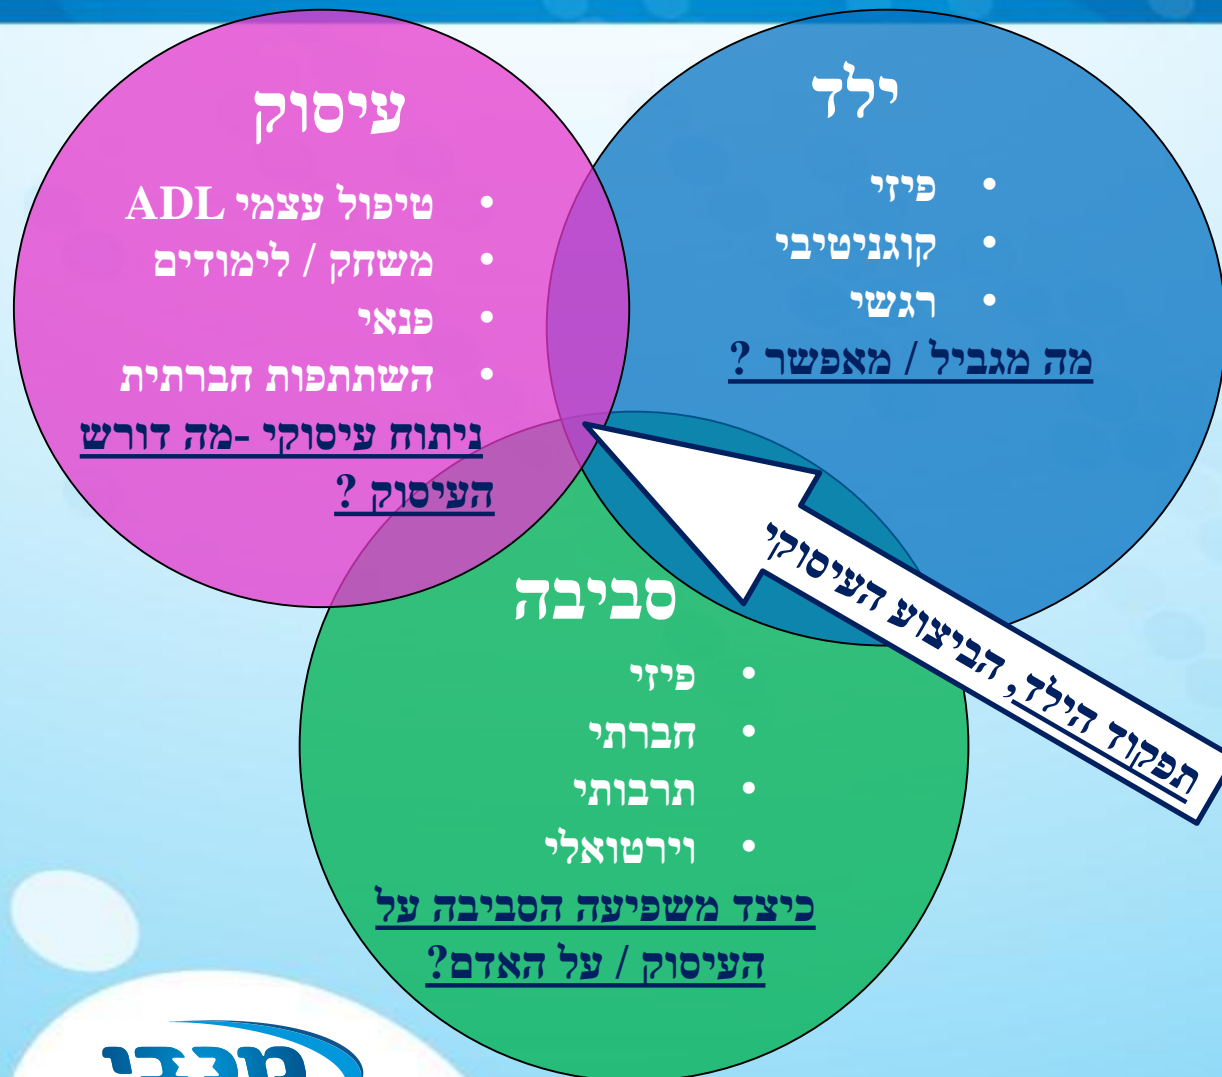 ילד
• פיזי
• קוגניטיבי
• רגשי
מה מגביל / מאפשר ?
עיסוק
• טיפול עצמי ADL
• משחק / לימודים
• פנאי
• השתתפות חברתית
ניתוח עיסוקי -מה דורש
העיסוק ?
סביבה
• פיזי
• חברתי
• תרבותי
• וירטואלי
כיצד משפיעה הסביבה על
העיסוק / על האדם?
תפקוד הילד, הביצוע העיסוקי